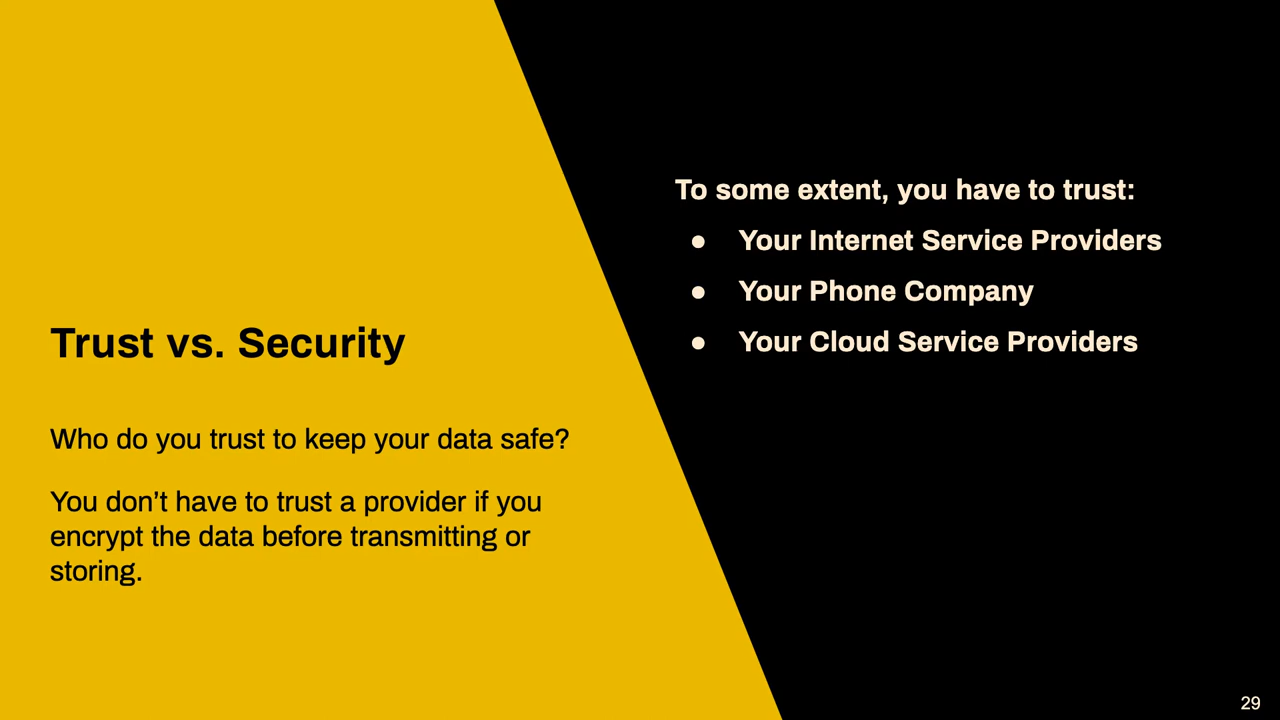 Trust vs. Security
Who do you trust to keep your data safe?
You don’t have to trust a provider if you
encrypt the data before transmitting or
storing.
To some extent, you have to trust:
● Your Internet Service Providers
● Your Phone Company
● Your Cloud Service Providers
29